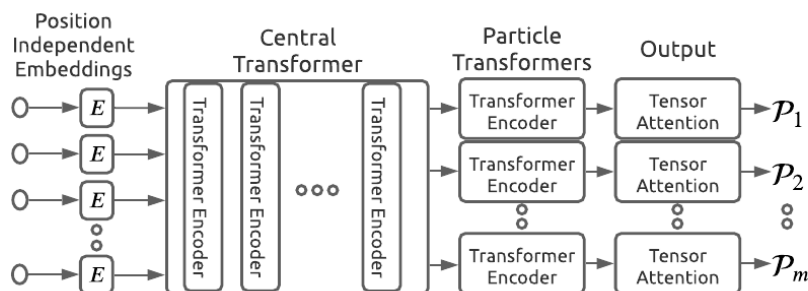 Position
Independent
Embeddings
Central
Transformer
Particle
Transformers
Output
E
E
E
E
Transformer Encoder
Transformer Encoder
Transformer Encoder
Transformer
Encoder
Tensor
Attention
𝒫1
Transformer
Encoder
Tensor
Attention
𝒫2
Transformer
Encoder
Tensor
Attention
𝒫m